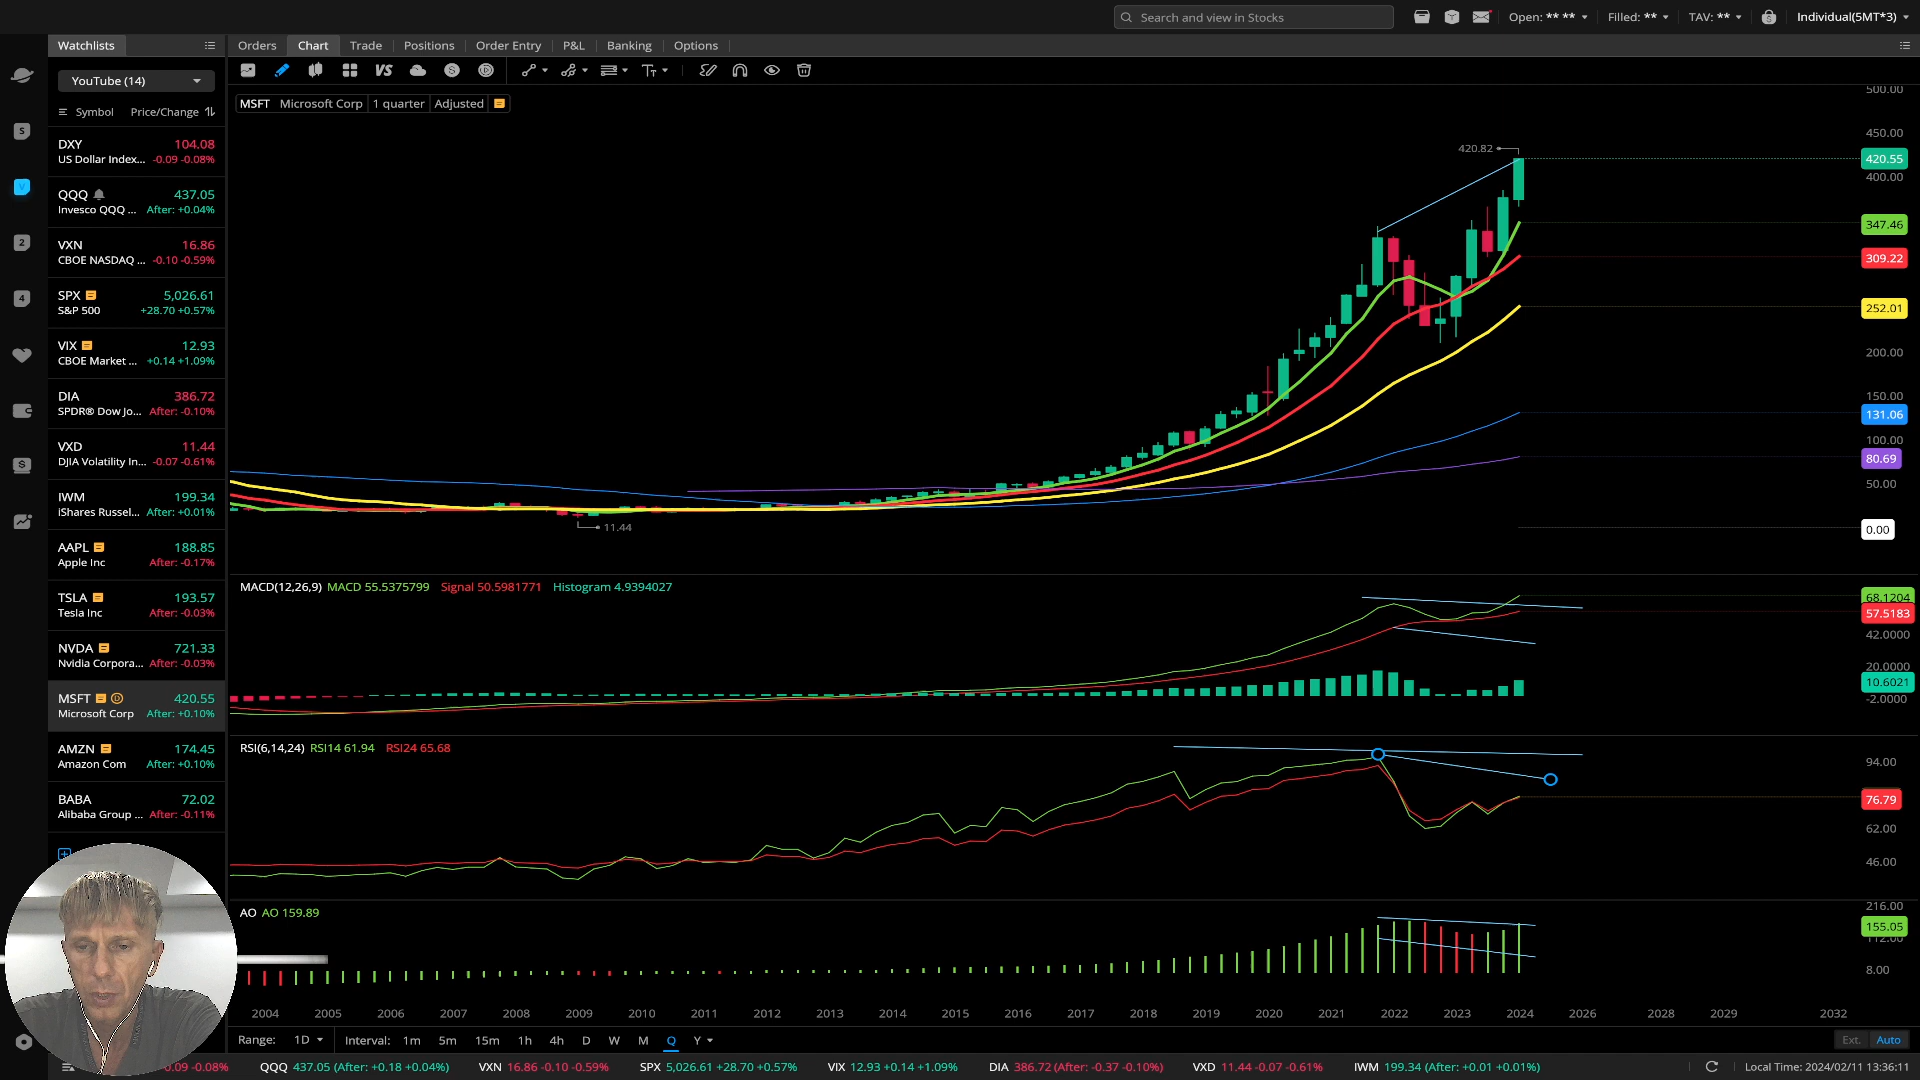 Search and view in Stocks
Open: ** ** Filled: ** TAV: ** Individual(5MT*3)
Watchlists
Orders Chart Trade Positions Order Entry P&L Banking Options
YouTube (14)
VS
Symbol Price/Change
MSFT Microsoft Corp 1 quarter Adjusted
DXY 104.08
US Dollar Index... -0.09 -0.08%
QQQ 437.05
Invesco QQQ ... After: +0.04%
VXN 16.86
CBOE NASDAQ ... -0.10 -0.59%
SPX 5,026.61
S&P 500 +28.70 +0.57%
VIX 12.93
CBOE Market ... +0.14 +1.09%
DIA 386.72
SPDR® Dow Jo... After: -0.10%
VXD 11.44
DJIA Volatility In... -0.07 -0.61%
IWM 199.34
iShares Russel... After: +0.01%
AAPL 188.85
Apple Inc After: -0.17%
TSLA 193.57
Tesla Inc After: -0.03%
NVDA 721.33
Nvidia Corpora... After: -0.03%
MSFT 420.55
Microsoft Corp After: +0.10%
AMZN 174.45
Amazon Com After: +0.10%
BABA 72.02
Alibaba Group ... After: -0.11%
500.00
450.00
420.82
420.55
400.00
347.46
309.22
252.01
200.00
150.00
131.06
100.00
80.69
50.00
11.44
0.00
MACD(12,26,9) MACD 55.5375799 Signal 50.5981771 Histogram 4.9394027
68.1204
57.5183
42.0000
20.0000
10.6021
-2.0000
RSI(6,14,24) RSI14 61.94 RSI24 65.68
94.00
76.79
62.00
46.00
AO AO 159.89
216.00
155.05
112.00
8.00
2004 2005 2006 2007 2008 2009 2010 2011 2012 2013 2014 2015 2016 2017 2018 2019 2020 2021 2022 2023 2024 2026 2028 2029 2032
Range: 1D Interval: 1m 5m 15m 1h 4h D W M Q Y Ext. Auto
0.09 -0.08% QQQ 437.05 (After: +0.18 +0.04%) VXN 16.86 -0.10 -0.59% SPX 5,026.61 +28.70 +0.57% VIX 12.93 +0.14 +1.09% DIA 386.72 (After: -0.37 -0.10%) VXD 11.44 -0.07 -0.61% IWM 199.34 (After: +0.01 +0.01%) Local Time: 2024/02/11 13:36:11